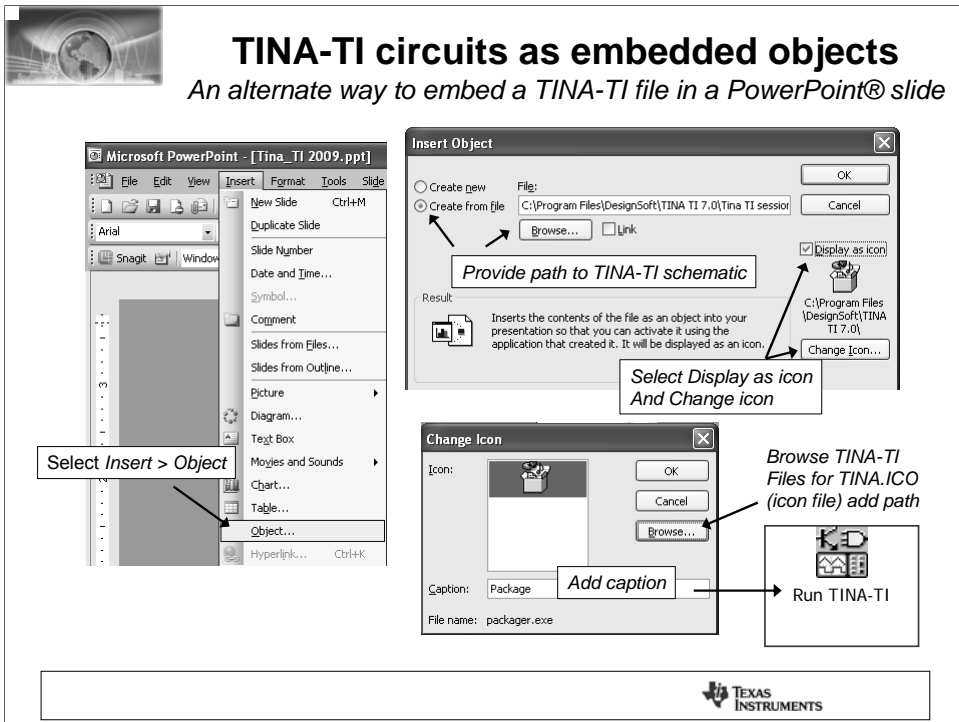 TINA-TI circuits as embedded objects
An alternate way to embed a TINA-TI file in a PowerPoint® slide
Microsoft PowerPoint - [Tina_TI 2009.ppt]
File Edit View Insert Format Tools Slide
New Slide Ctrl+M
Duplicate Slide
Arial
Slide Number
Snagit Window
Date and Time...
Symbol...
Comment
Slides from Files...
Slides from Outline...
Picture
Diagram...
Text Box
Movies and Sounds
Chart...
Table...
Object...
Hyperlink... Ctrl+K
3
Select Insert > Object
Insert Object
Create new
Create from file
File:
C:\Program Files\DesignSoft\TINA TI 7.0\Tina TI session
Browse...
Link
OK
Cancel
Display as icon
C:\Program Files
\DesignSoft\TINA
TI 7.0\
Change Icon...
Provide path to TINA-TI schematic
Result
Inserts the contents of the file as an object into your
presentation so that you can activate it using the
application that created it. It will be displayed as an icon.
Select Display as icon
And Change icon
Change Icon
Icon:
OK
Cancel
Browse...
Caption: Package
Add caption
File name: packager.exe
Browse TINA-TI
Files for TINA.ICO
(icon file) add path
Run TINA-TI
TEXAS
INSTRUMENTS